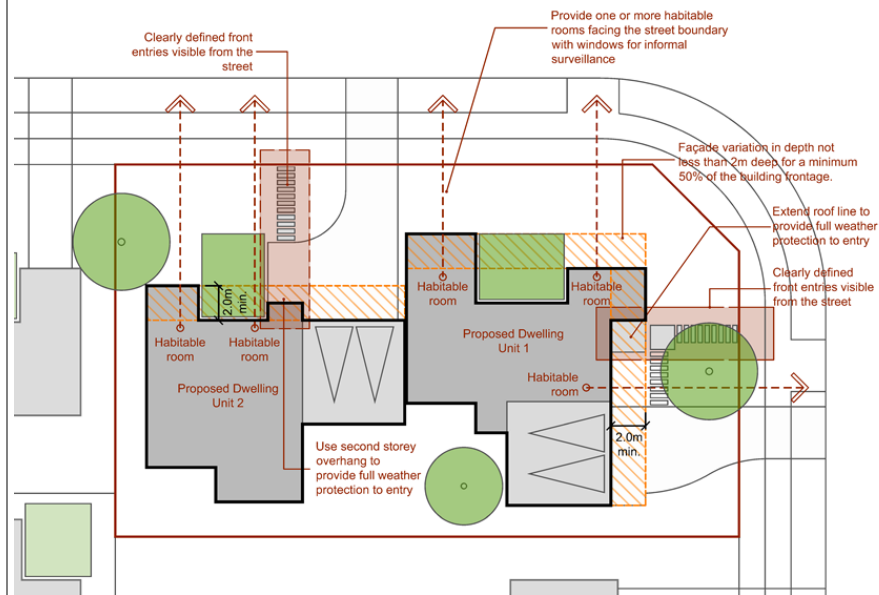 Provide one or more habitable
rooms facing the street boundary
with windows for informal
surveillance
Clearly defined front
entries visible from the
street
Façade variation in depth not
less than 2m deep for a minimum
50% of the building frontage.
Extend roof line to
provide full weather
protection to entry
Clearly defined
front entries visible
from the street
Habitable
room
Habitable
room
2.0m
min.
Habitable
room
Habitable
room
Proposed Dwelling
Unit 1
Habitable
room
Proposed Dwelling
Unit 2
2.0m
min.
Use second storey
overhang to
provide full weather
protection to entry